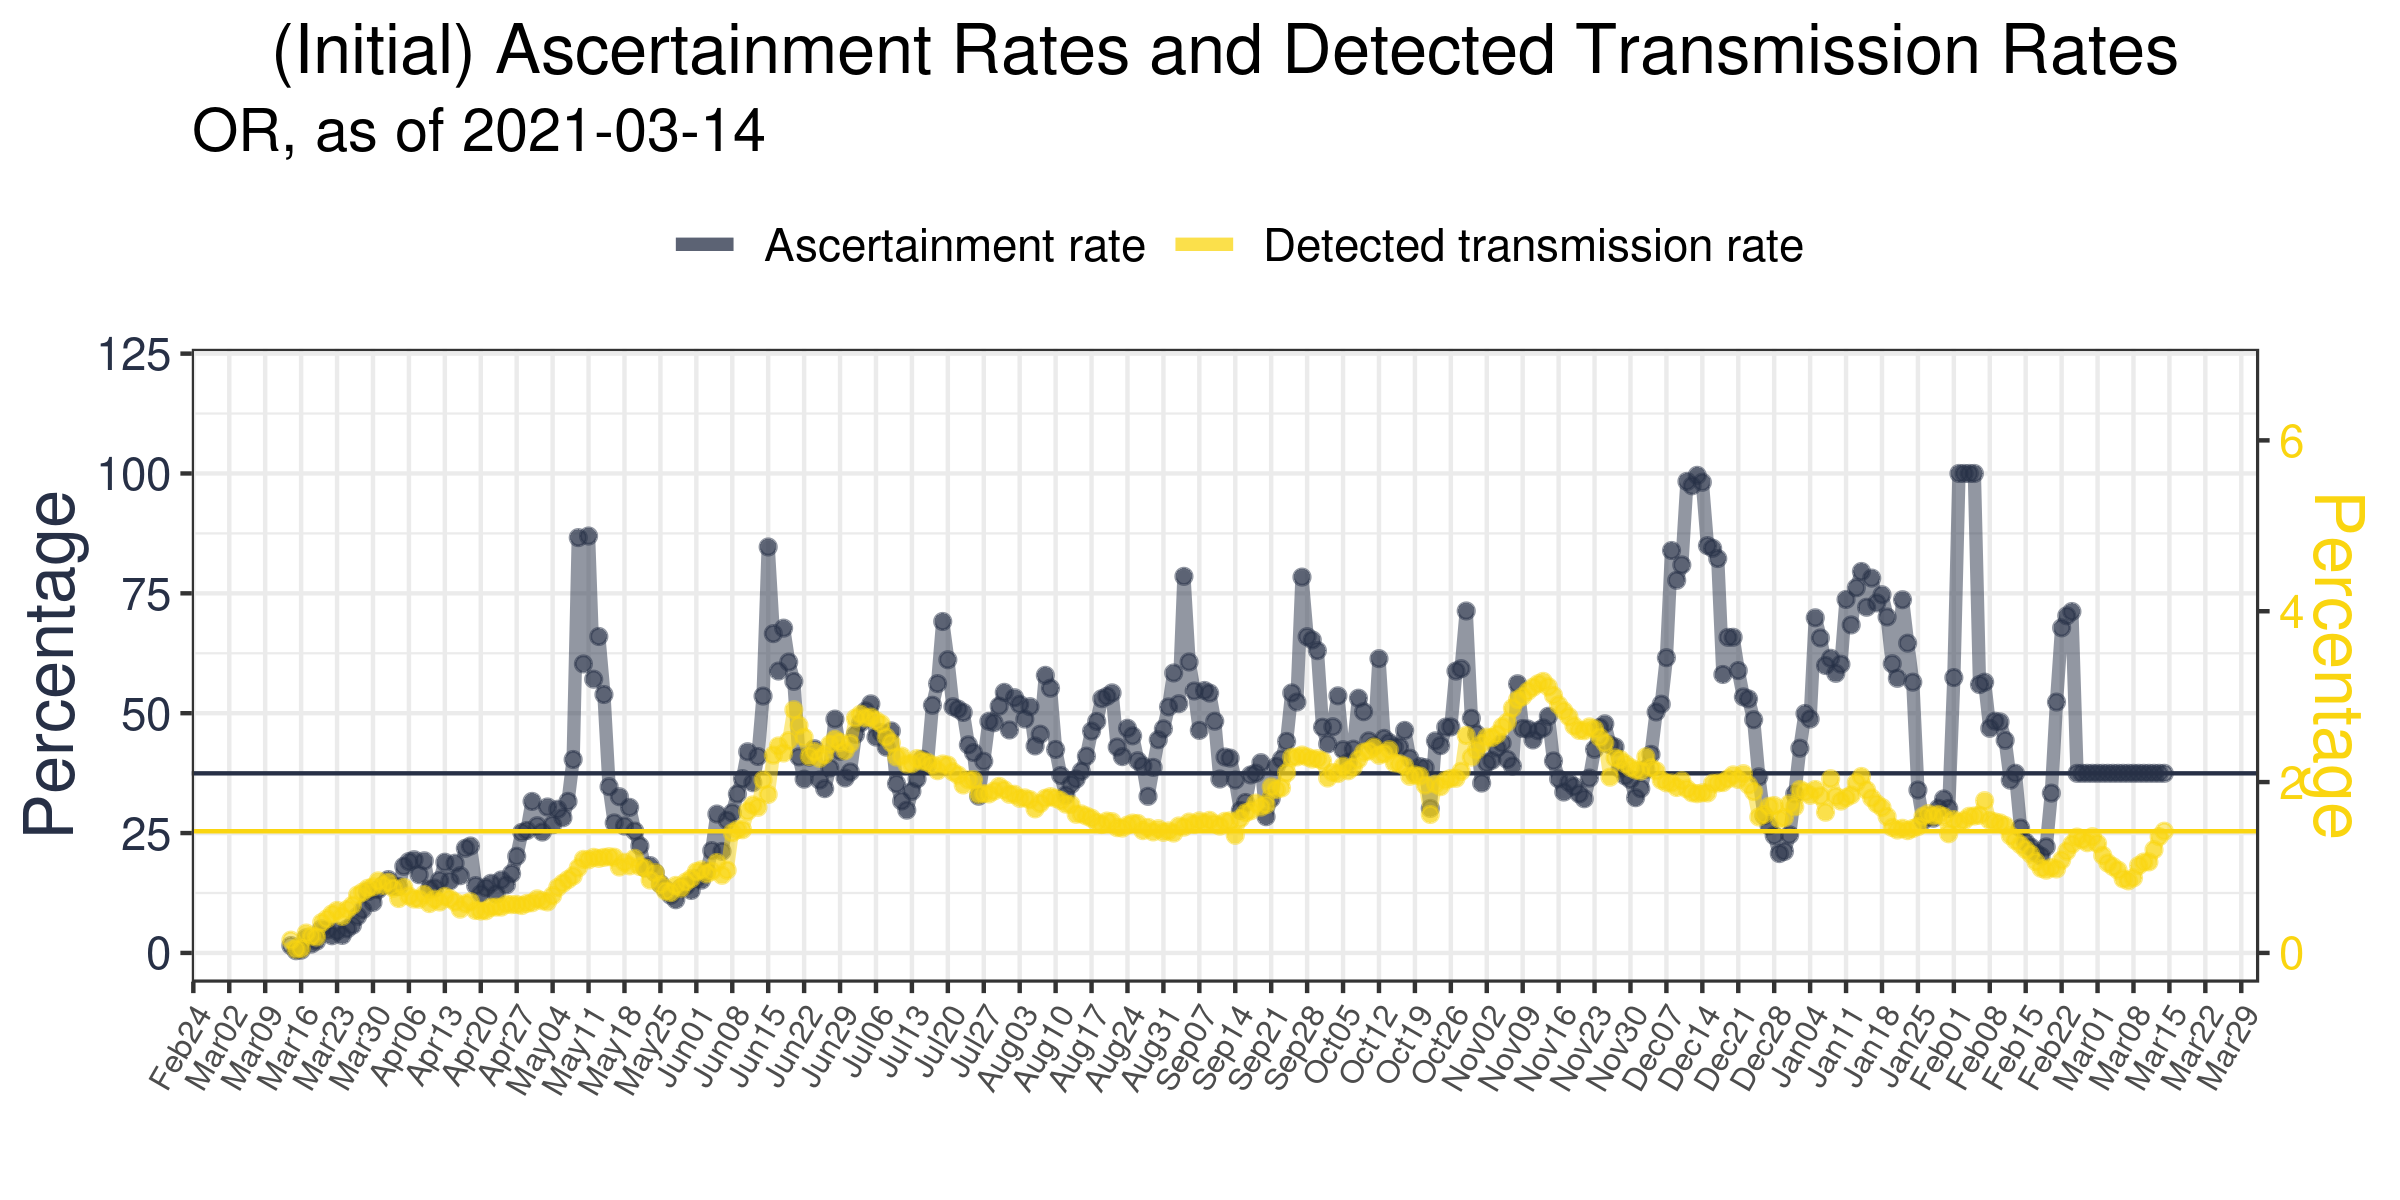 (Initial) Ascertainment Rates and Detected Transmission Rates
OR, as of 2021-03-14
Ascertainment rate
Detected transmission rate
Percentage
125
100
75
50
25
0
6
4
2
0
Percentage
Feb24
Mar02
Mar09
Mar16
Mar23
Mar30
Apr06
Apr13
Apr20
Apr27
May04
May11
May18
May25
Jun01
Jun08
Jun15
Jun22
Jun29
Jul06
Jul13
Jul20
Jul27
Aug03
Aug10
Aug17
Aug24
Aug31
Sep07
Sep14
Sep21
Sep28
Oct05
Oct12
Oct19
Oct26
Nov02
Nov09
Nov16
Nov23
Nov30
Dec07
Dec14
Dec21
Dec28
Jan04
Jan11
Jan18
Jan25
Feb01
Feb08
Feb15
Feb22
Mar01
Mar08
Mar15
Mar22
Mar29